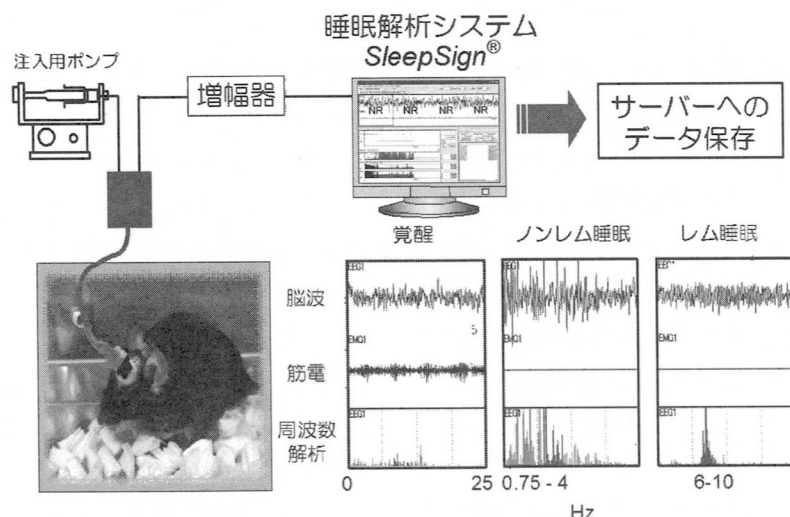 睡眠解析システム
SleepSign®
注入用ポンプ
増幅器
NR NR NR NR
サーバーへの
データ保存
覚醒
ノンレム睡眠
レム睡眠
脳波
EEG1
EEG1
5
筋電
EMG1
EMG1
EMG1
周波数
解析
EEG1
EEG1
EEG1
0
25
0.75 - 4
6-10
Hz